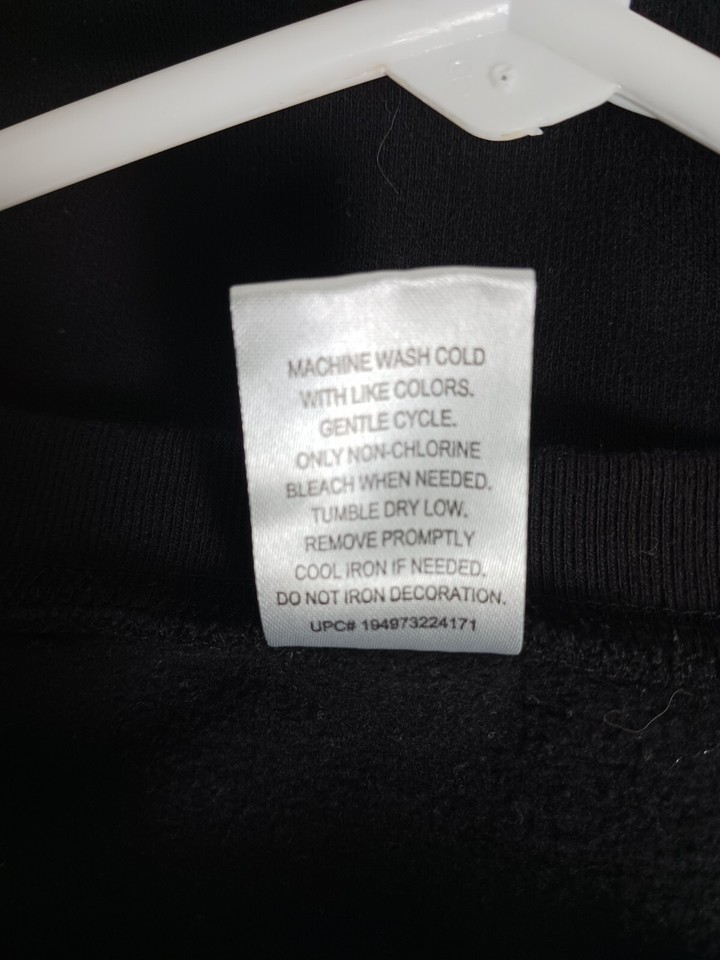 MACHINE WASH COLD
WITH LIKE COLORS.
GENTLE CYCLE.
ONLY NON-CHLORINE
BLEACH WHEN NEEDED.
TUMBLE DRY LOW.
REMOVE PROMPTLY
COOL IRON IF NEEDED.
DO NOT IRON DECORATION.
UPC# 194973224171